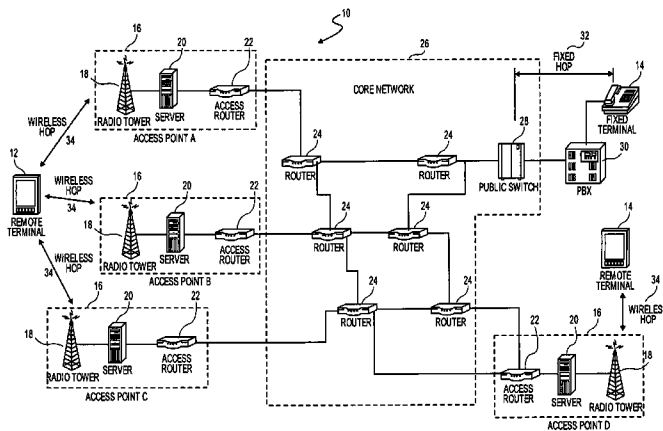 10
16
20
22
26
FIXED
HOP
32
14
18
RADIO TOWER
SERVER
ACCESS
ROUTER
ACCESS POINT A
CORE NETWORK
28
FIXED
TERMINAL
30
WIRELESS
HOP
34
24
ROUTER
24
ROUTER
PUBLIC SWITCH
PBX
12
REMOTE
TERMINAL
WIRELESS
HOP
34
16
20
22
18
RADIO TOWER
SERVER
ACCESS
ROUTER
ACCESS POINT B
24
ROUTER
24
ROUTER
14
REMOTE
TERMINAL
WIRELESS
HOP
34
16
20
22
18
RADIO TOWER
SERVER
ACCESS
ROUTER
ACCESS POINT C
24
ROUTER
24
ROUTER
34
WIRELES
HOP
22
20
16
18
ACCESS
ROUTER
SERVER
RADIO TOWER
ACCESS POINT D